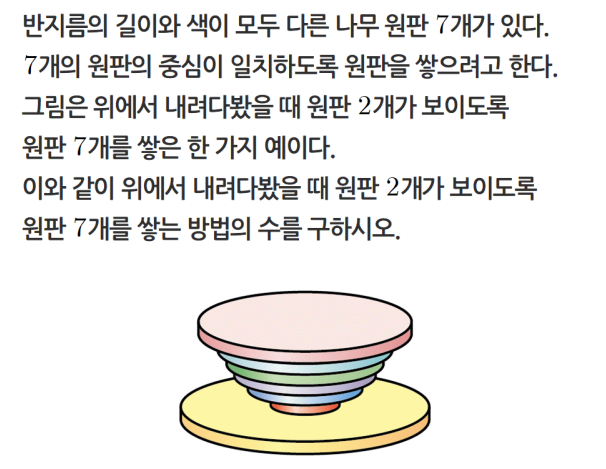 반지름의 길이와 색이 모두 다른 나무 원판 7개가 있다.
7개의 원판의 중심이 일치하도록 원판을 쌓으려고 한다.
그림은 위에서 내려다봤을 때 원판 2개가 보이도록
원판 7개를 쌓은 한 가지 예이다.
이와 같이 위에서 내려다봤을 때 원판 2개가 보이도록
원판 7개를 쌓는 방법의 수를 구하시오.